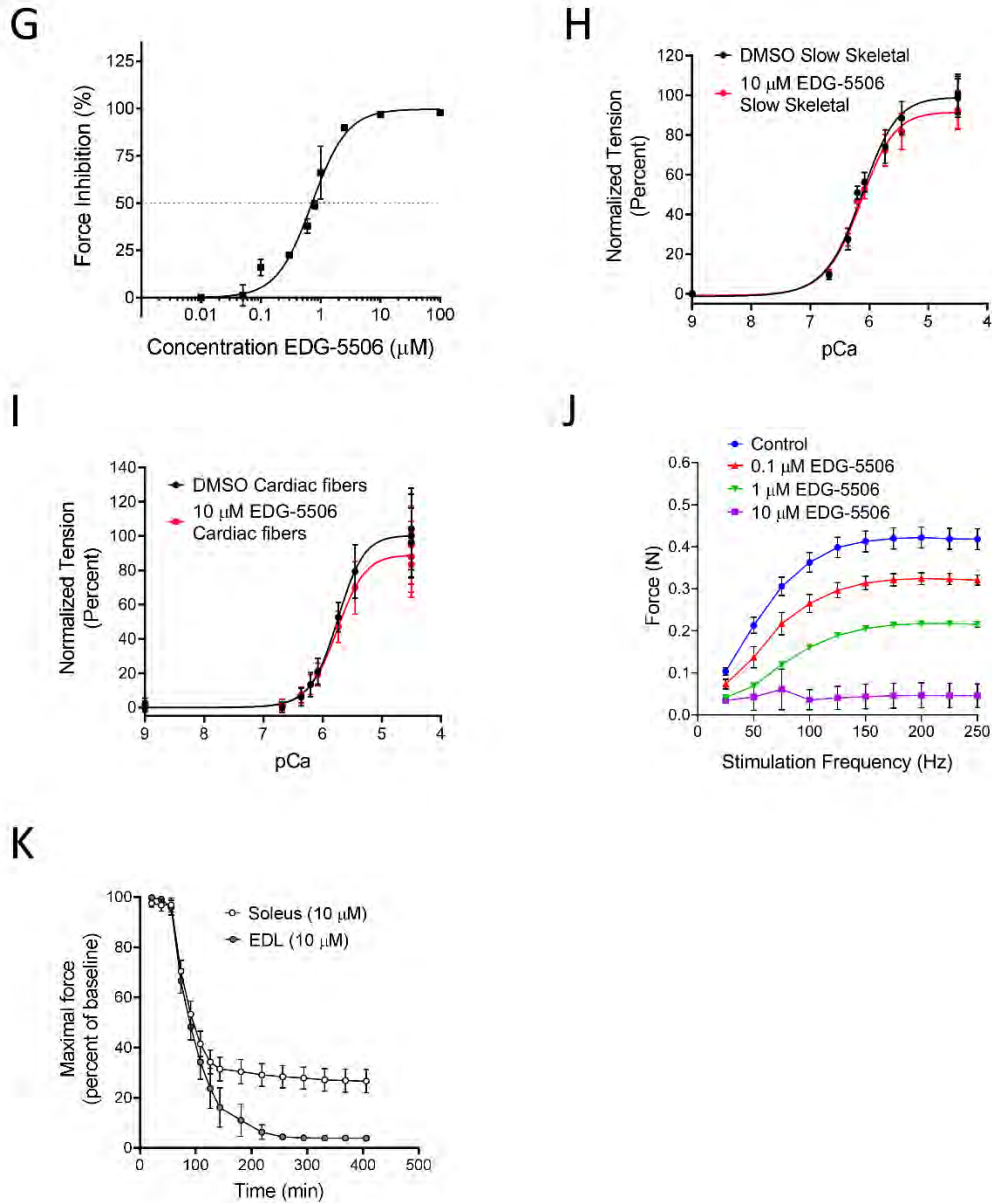 G
Force Inhibition (%)
100
75
50
25
0
0.01 0.1 1 10 100
Concentration EDG-5506 (μM)
H
Normalized Tension
(Percent)
120
100
80
60
40
20
0
DMSO Slow Skeletal
10 μM EDG-5506
Slow Skeletal
9 7 6 5 4
pCa
I
Normalized Tension
(Percent)
140
120
100
80
60
40
20
0
DMSO Cardiac fibers
10 μM EDG-5506
Cardiac fibers
9 7 6 5 4
pCa
J
Control
0.1 μM EDG-5506
1 μM EDG-5506
10 μM EDG-5506
Force (N)
0.6
0.4
0.3
0.2
0.1
0.0
0 50 100 150 200 250
Stimulation Frequency (Hz)
K
Maximal force
(percent of baseline)
100
80
60
40
20
0
Soleus (10 μM)
EDL (10 μM)
0 100 200 300 400 500
Time (min)